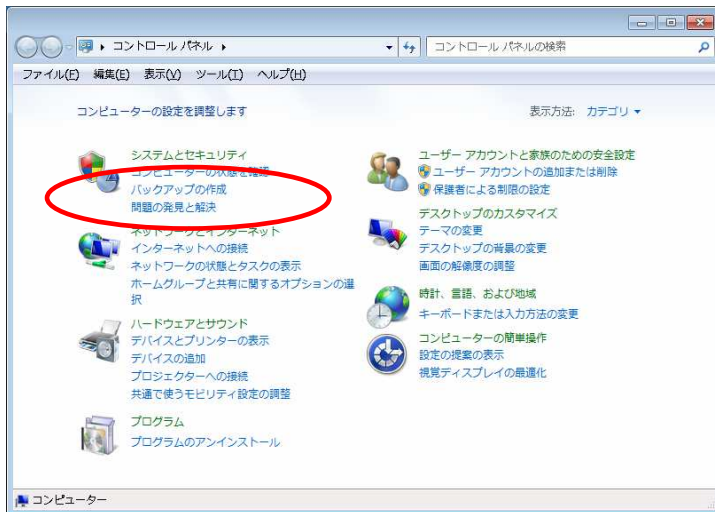 コントロール パネル
コントロール パネルの検索
ファイル(F) 編集(E) 表示(V) ツール(T) ヘルプ(H)
コンピューターの設定を調整します
表示方法: カテゴリ
システムとセキュリティ
コンピューターの状態を確認
バックアップの作成
問題の発見と解決
ネットワークとインターネット
インターネットへの接続
ネットワークの状態とタスクの表示
ホームグループと共有に関するオプションの選
択
ハードウェアとサウンド
デバイスとプリンターの表示
デバイスの追加
プロジェクターへの接続
共通で使うモビリティ設定の調整
プログラム
プログラムのアンインストール
ユーザー アカウントと家族のための安全設定
ユーザー アカウントの追加または削除
保護者による制限の設定
デスクトップのカスタマイズ
テーマの変更
デスクトップの背景の変更
画面の解像度の調整
時計、言語、および地域
キーボードまたは入力方法の変更
コンピューターの簡単操作
設定の提案の表示
視覚ディスプレイの最適化
コンピューター